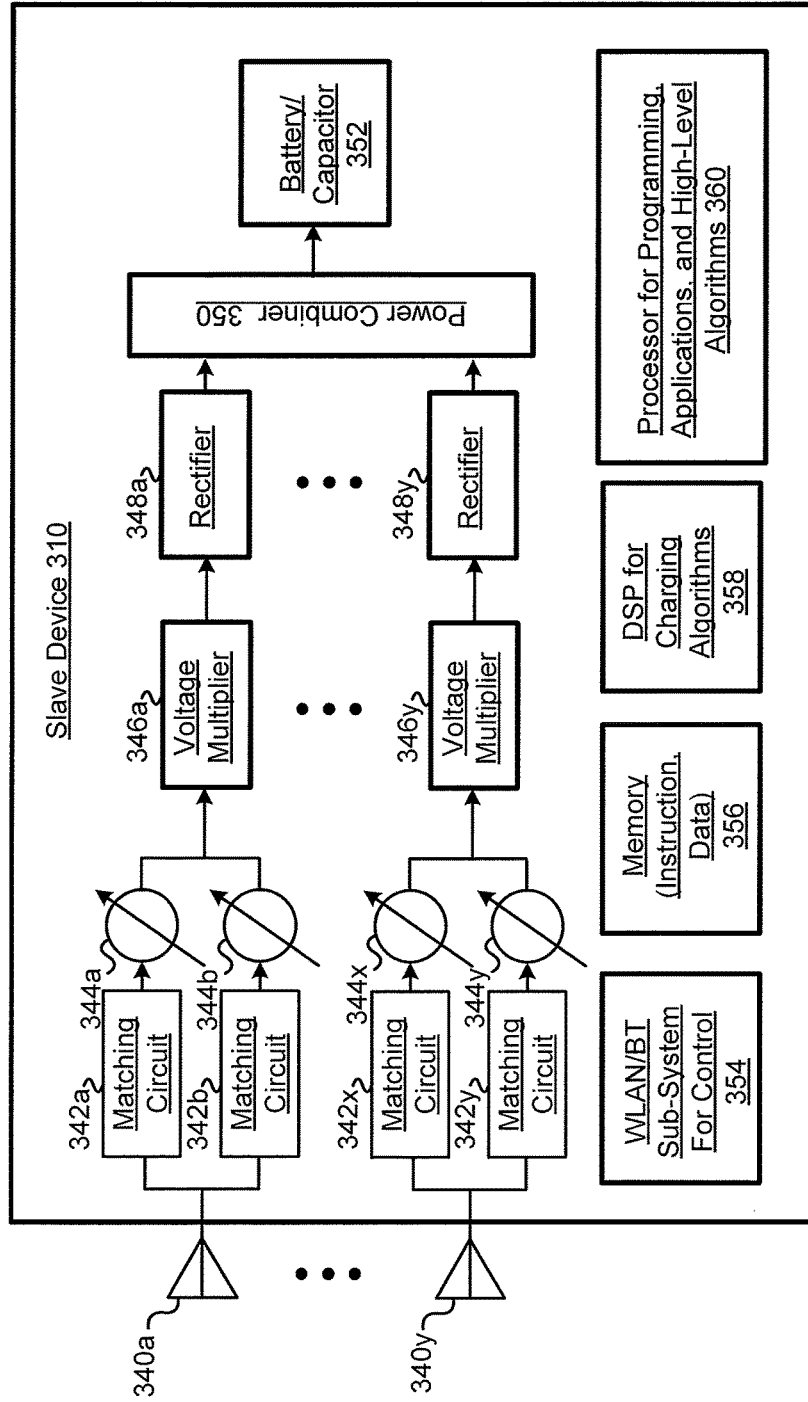 Slave Device 310
340a
342a
Matching
Circuit
344a
342b
Matching
Circuit
344b
346a
Voltage
Multiplier
348a
Rectifier
Power Combiner 350
Battery/
Capacitor
352
340y
342x
Matching
Circuit
344x
342y
Matching
Circuit
344y
346y
Voltage
Multiplier
348y
Rectifier
WLAN/BT
Sub-System
For Control
354
Memory
(Instruction,
Data)
356
DSP for
Charging
Algorithms
358
Processor for Programming,
Applications, and High-Level
Algorithms 360